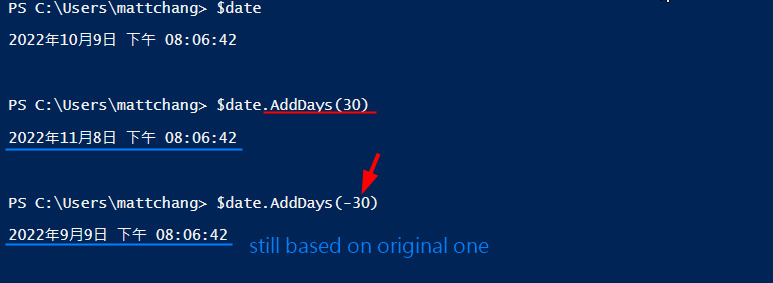 PS C:\Users\mattchang> $date
2022年10月9日 下午 08:06:42
PS C:\Users\mattchang> $date.AddDays(30)
2022年11月8日 下午 08:06:42
PS C:\Users\mattchang> $date.AddDays(-30)
2022年9月9日 下午 08:06:42
still based on original one